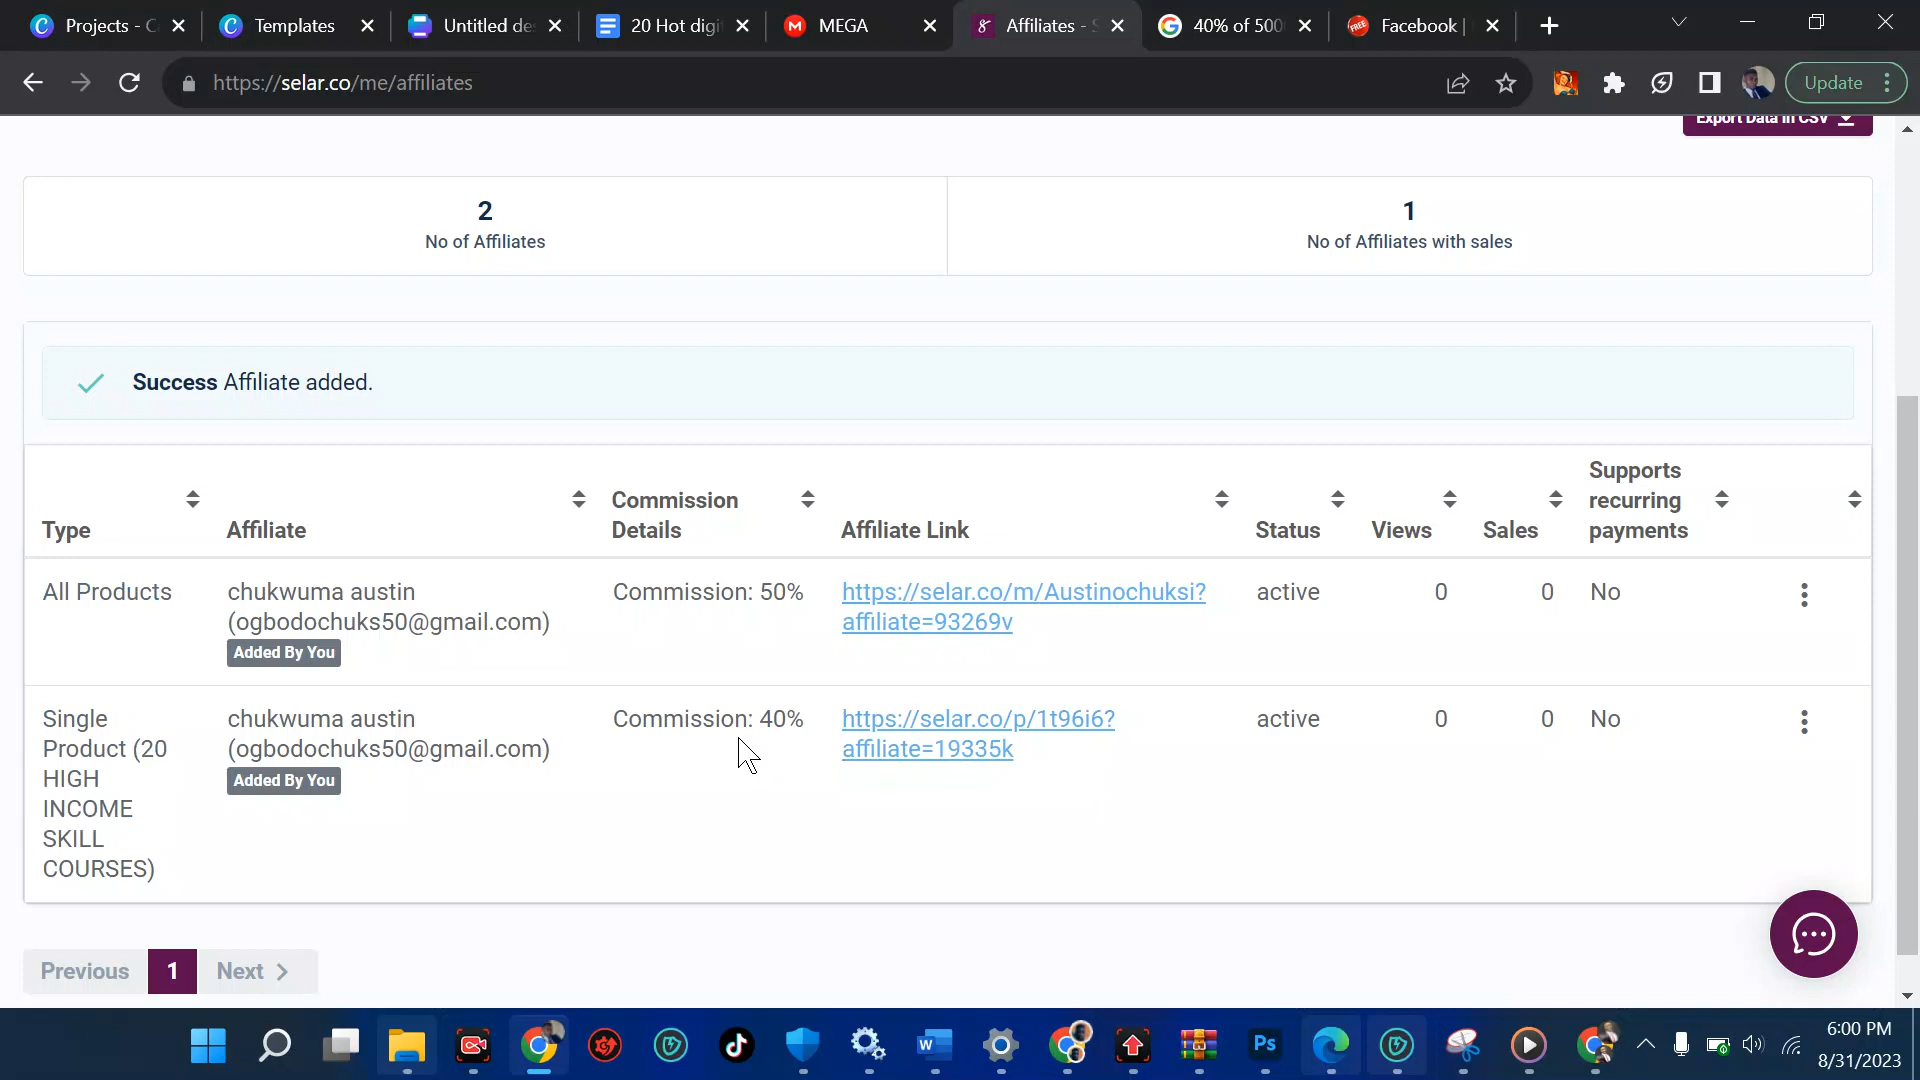 Projects - C
Templates
Untitled de
20 Hot digi
MEGA
Affiliates - S
40% of 500
Facebook |
https://selar.co/me/affiliates
Update
Export Data in CSV
2
No of Affiliates
1
No of Affiliates with sales
Success Affiliate added.
Type
Affiliate
Commission
Details
Affiliate Link
Status
Views
Sales
Supports
recurring
payments
All Products
chukwuma austin
(ogbodochuks50@gmail.com)
Added By You
Commission: 50%
https://selar.co/m/Austinochuksi?
affiliate=93269v
active
0
0
No
Single
Product (20
HIGH
INCOME
SKILL
COURSES)
chukwuma austin
(ogbodochuks50@gmail.com)
Added By You
Commission: 40%
https://selar.co/p/1t96i6?
affiliate=19335k
active
0
0
No
Previous
1
Next
6:00 PM
8/31/2023